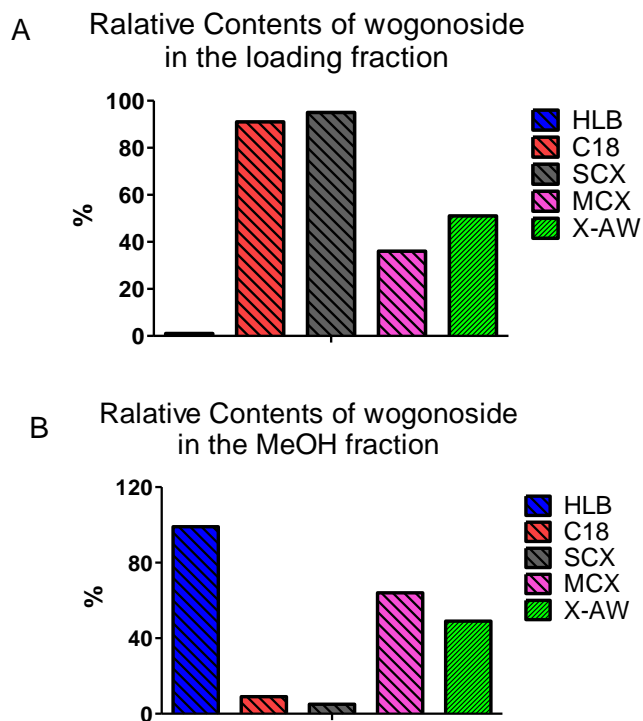 A
Ralative Contents of wogonoside
in the loading fraction
%
100
80
60
40
20
0
HLB
C18
SCX
MCX
X-AW
B
Ralative Contents of wogonoside
in the MeOH fraction
%
120
80
40
0
HLB
C18
SCX
MCX
X-AW